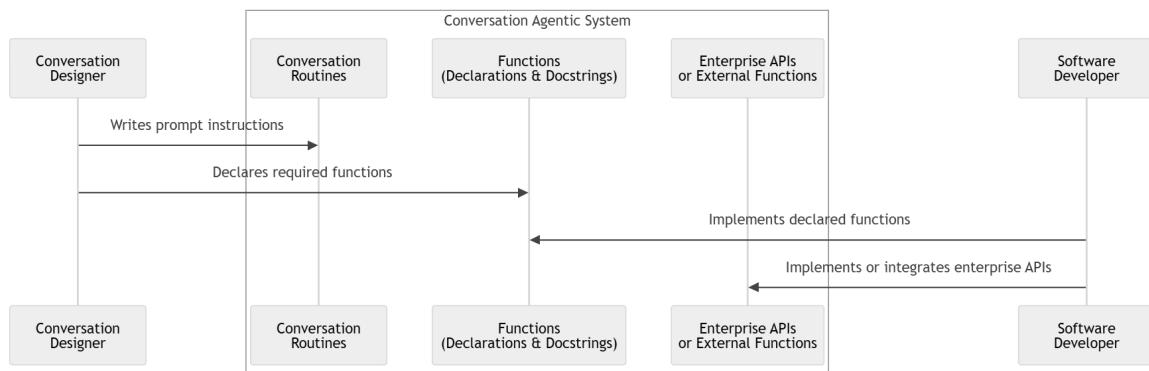 Conversation Agentic System
Conversation
Designer
Conversation
Routines
Functions
(Declarations & Docstrings)
Enterprise APIs
or External Functions
Software
Developer
Writes prompt instructions
Declares required functions
Implements declared functions
Implements or integrates enterprise APIs
Conversation
Designer
Conversation
Routines
Functions
(Declarations & Docstrings)
Enterprise APIs
or External Functions
Software
Developer